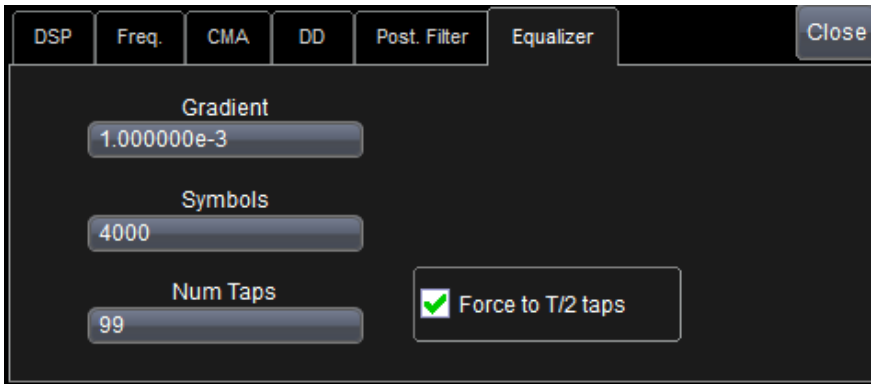 DSP Freq. CMA DD Post. Filter Equalizer Close
Gradient
1.000000e-3
Symbols
4000
Num Taps
99
Force to T/2 taps